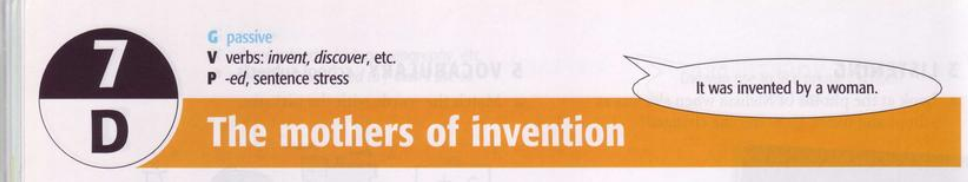 7
D
G passive
V verbs: invent, discover, etc.
P -ed, sentence stress
It was invented by a woman.
The mothers of invention